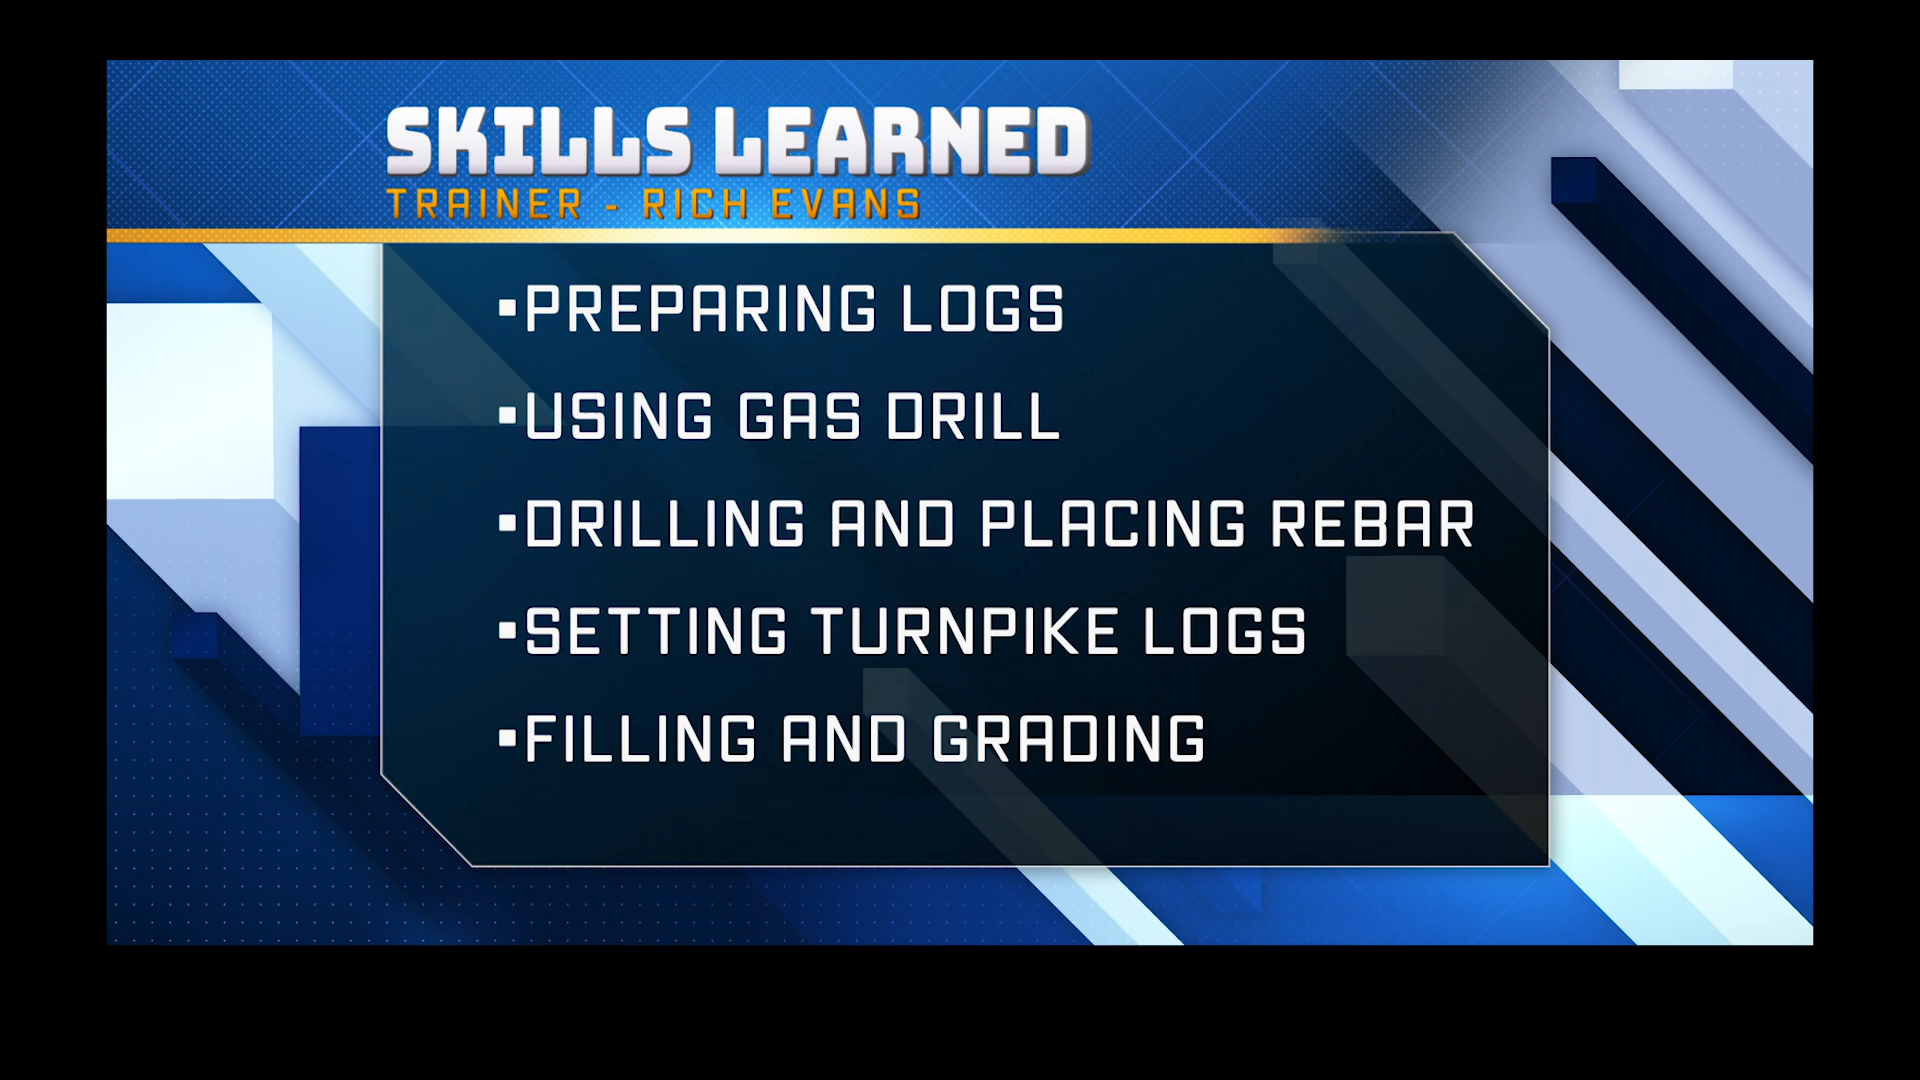 SKILLS LEARNED
TRAINER - RICH EVANS
▪PREPARING LOGS
▪USING GAS DRILL
▪DRILLING AND PLACING REBAR
▪SETTING TURNPIKE LOGS
▪FILLING AND GRADING